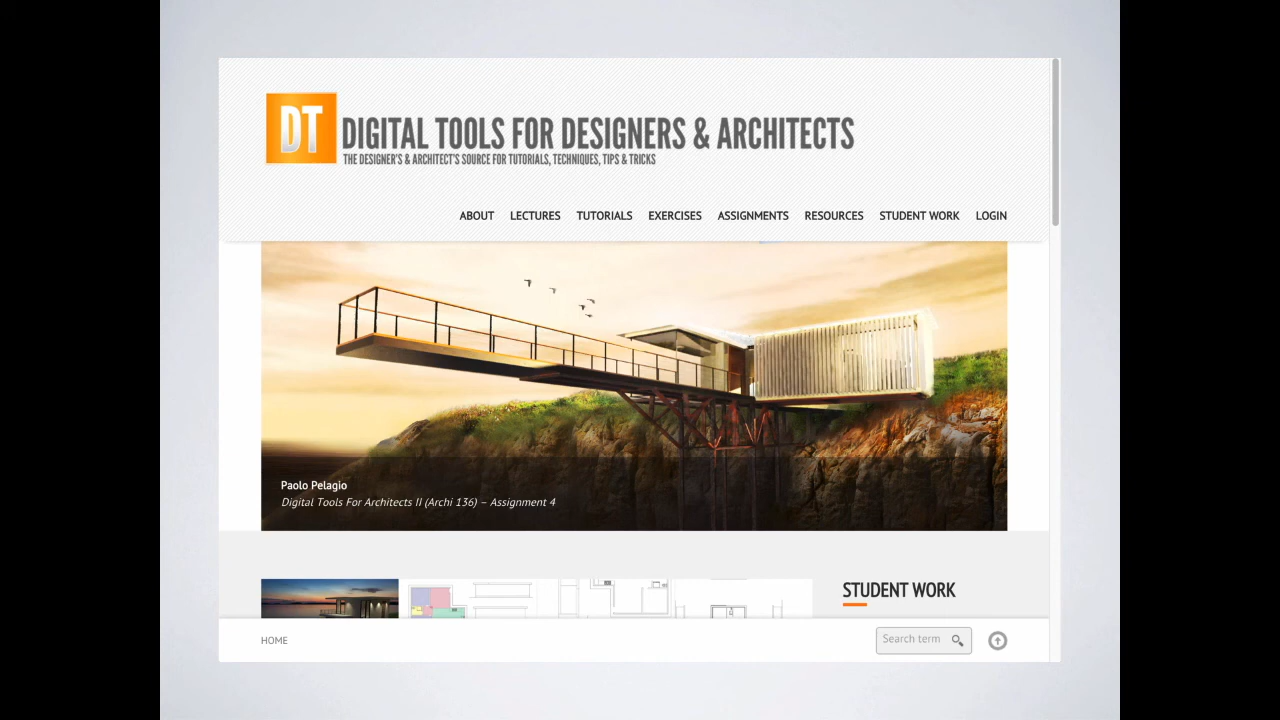 DT
DIGITAL TOOLS FOR DESIGNERS & ARCHITECTS
THE DESIGNER'S & ARCHITECT'S SOURCE FOR TUTORIALS, TECHNIQUES, TIPS & TRICKS
ABOUT LECTURES TUTORIALS EXERCISES ASSIGNMENTS RESOURCES STUDENT WORK LOGIN
Paolo Pelagio
Digital Tools For Architects II (Archi 136) – Assignment 4
STUDENT WORK
HOME
Search term